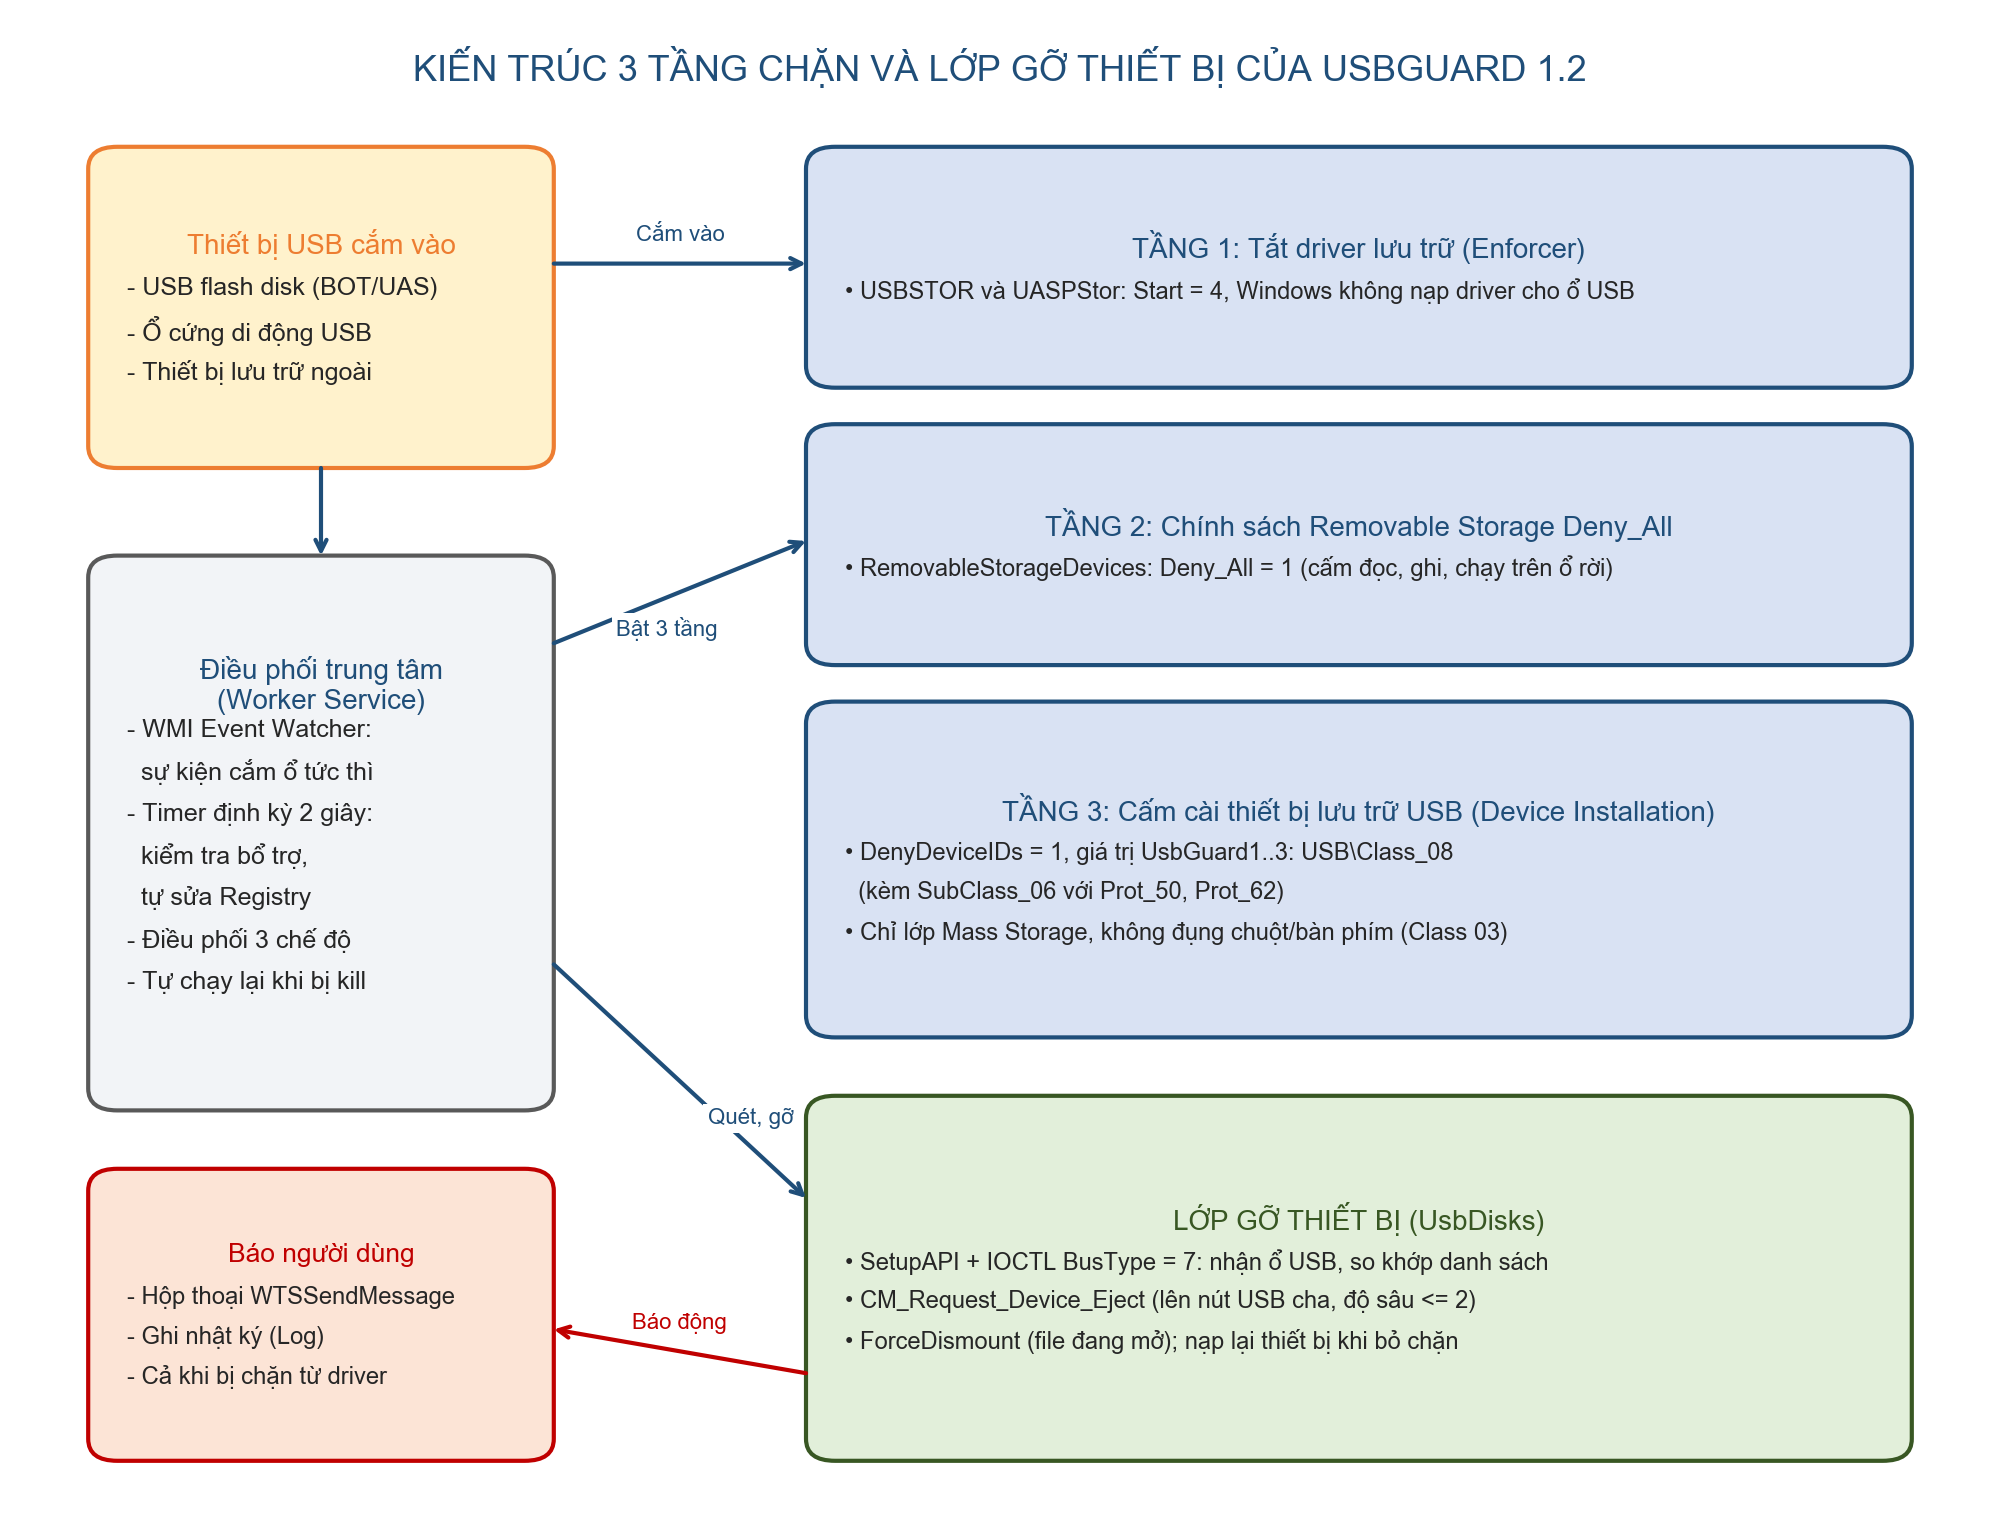 KIẾN TRÚC 3 TẦNG CHẶN VÀ LỚP GỠ THIẾT BỊ CỦA USBGUARD 1.2
Thiết bị USB cắm vào
- USB flash disk (BOT/UAS)
- Ổ cứng di động USB
- Thiết bị lưu trữ ngoài
Cắm vào
TẦNG 1: Tắt driver lưu trữ (Enforcer)
• USBSTOR và UASPStor: Start = 4, Windows không nạp driver cho ổ USB
TẦNG 2: Chính sách Removable Storage Deny_All
• RemovableStorageDevices: Deny_All = 1 (cấm đọc, ghi, chạy trên ổ rời)
Bật 3 tầng
Điều phối trung tâm
(Worker Service)
- WMI Event Watcher:
sự kiện cắm ổ tức thì
- Timer định kỳ 2 giây:
kiểm tra bổ trợ,
tự sửa Registry
- Điều phối 3 chế độ
- Tự chạy lại khi bị kill
TẦNG 3: Cấm cài thiết bị lưu trữ USB (Device Installation)
• DenyDeviceIDs = 1, giá trị UsbGuard1..3: USB\Class_08
(kèm SubClass_06 với Prot_50, Prot_62)
• Chỉ lớp Mass Storage, không đụng chuột/bàn phím (Class 03)
Quét, gỡ
LỚP GỠ THIẾT BỊ (UsbDisks)
• SetupAPI + IOCTL BusType = 7: nhận ổ USB, so khớp danh sách
• CM_Request_Device_Eject (lên nút USB cha, độ sâu <= 2)
• ForceDismount (file đang mở); nạp lại thiết bị khi bỏ chặn
Báo động
Báo người dùng
- Hộp thoại WTSSendMessage
- Ghi nhật ký (Log)
- Cả khi bị chặn từ driver